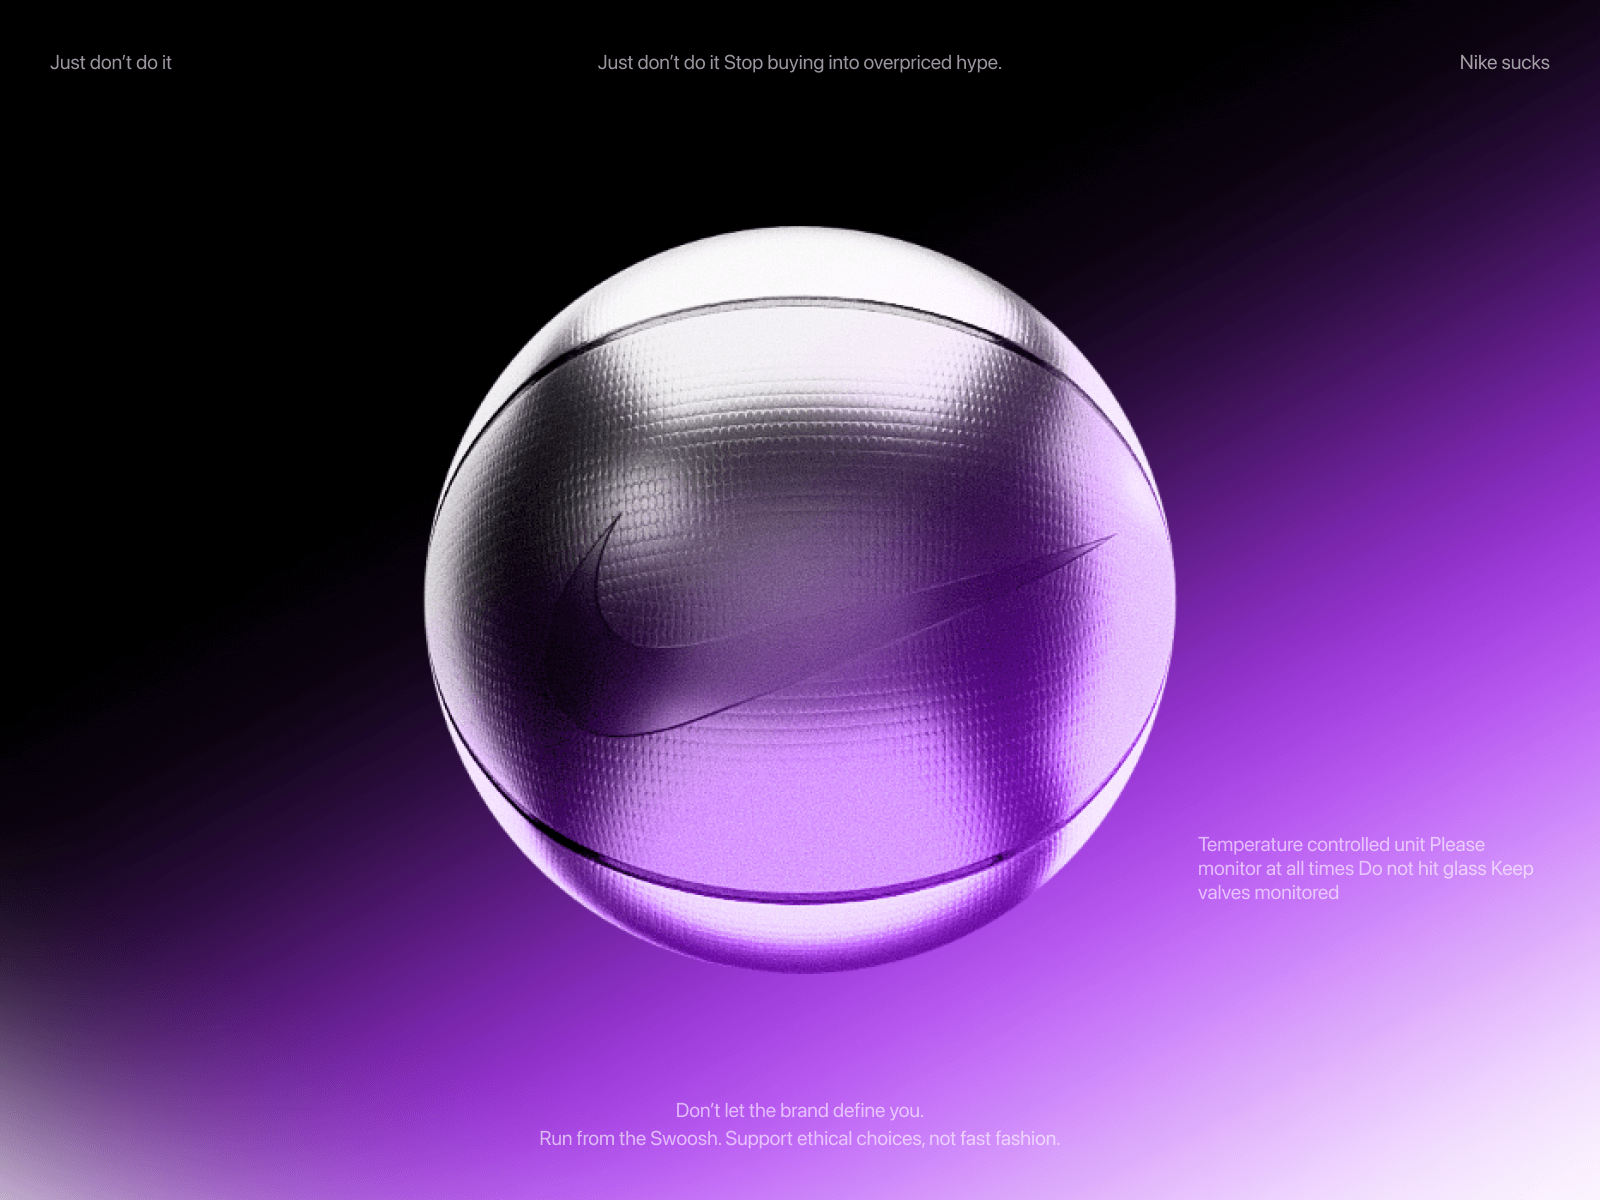 Just don’t do it
Just don’t do it Stop buying into overpriced hype.
Nike sucks
Temperature controlled unit Please
monitor at all times Do not hit glass Keep
valves monitored
Don’t let the brand define you.
Run from the Swoosh. Support ethical choices, not fast fashion.